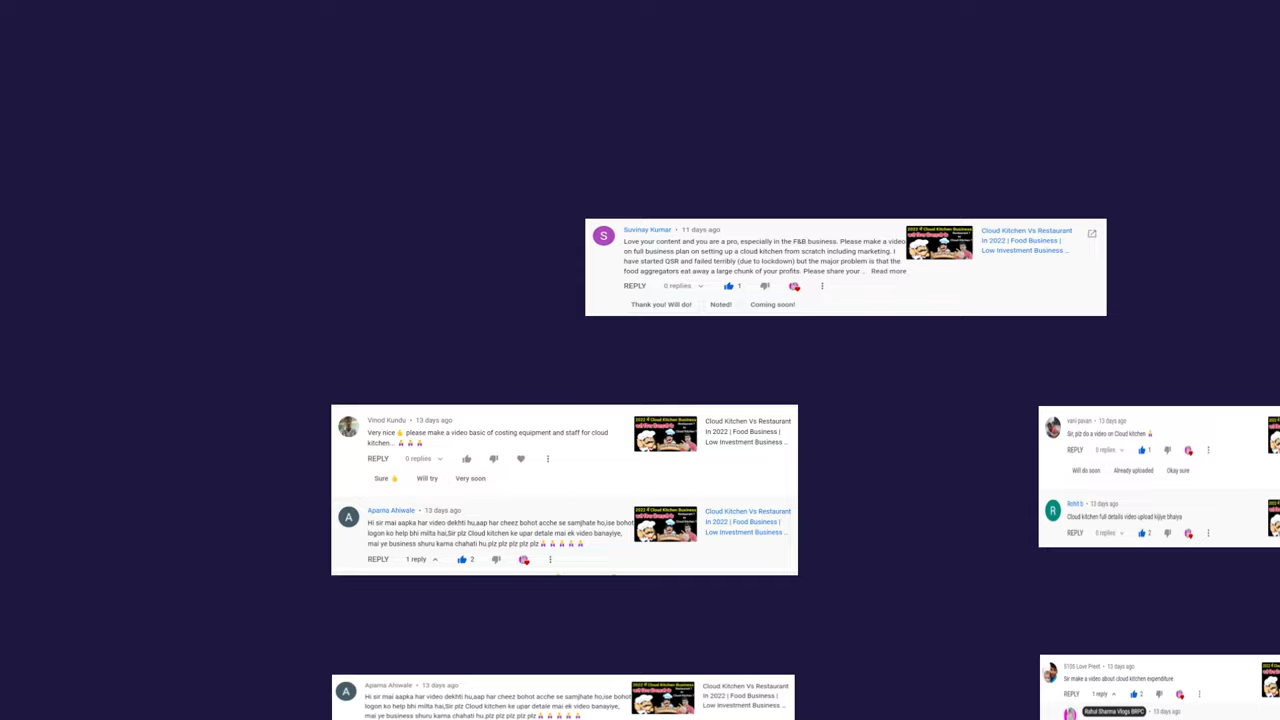 Suvinay Kumar • 11 days ago
Love your content and you are a pro, especially in the F&B business. Please make a video
on full business plan on setting up a cloud kitchen from scratch including marketing. I
have started QSR and failed terribly (due to lockdown) but the major problem is that the
food aggregators eat away a large chunk of your profits. Please share your ... Read more
REPLY 0 replies 1
Thank you! Will do! Noted! Coming soon!
Cloud Kitchen Vs Restaurant
In 2022 | Food Business |
Low Investment Business ...
Vinod Kundu • 13 days ago
Very nice 👆 please make a video basic of costing equipment and staff for cloud
kitchen... 🙏 🙏 🙏
REPLY 0 replies
Sure 👆 Will try Very soon
Cloud Kitchen Vs Restaurant
In 2022 | Food Business |
Low Investment Business ...
A
Aparna Ahiwale • 13 days ago
Hi sir mai aapka har video dekhti hu,aap har cheez bohot acche se samjhate ho,ise bohot
logon ko help bhi milta hai,Sir plz Cloud kitchen ke upar detale mai ek video banayiye,
mai ye business shuru karna chahati hu.plz plz plz plz plz 🙏 🙏 🙏 🙏 🙏
REPLY 1 reply 2
Cloud Kitchen Vs Restaurant
In 2022 | Food Business |
Low Investment Business ...
vani pavan • 13 days ago
Sir, plz do a video on Cloud kitchen 🙏
REPLY 0 replies 1
Will do soon Already uploaded Okay sure
R
Rohit b • 13 days ago
Cloud kitchen full details video upload kijiye bhaiya
REPLY 0 replies 2
A
Aparna Ahiwale • 13 days ago
Hi sir mai aapka har video dekhti hu,aap har cheez bohot acche se samjhate ho,ise bohot
logon ko help bhi milta hai,Sir plz Cloud kitchen ke upar detale mai ek video banayiye,
mai ye business shuru karna chahati hu.plz plz plz plz plz 🙏 🙏 🙏 🙏 🙏
Cloud Kitchen Vs Restaurant
In 2022 | Food Business |
Low Investment Business ...
Love Preet • 13 days ago
Sir make a video about cloud kitchen expenditure
REPLY 1 reply 2
Rahul Sharma Vlogs BRPC • 13 days ago